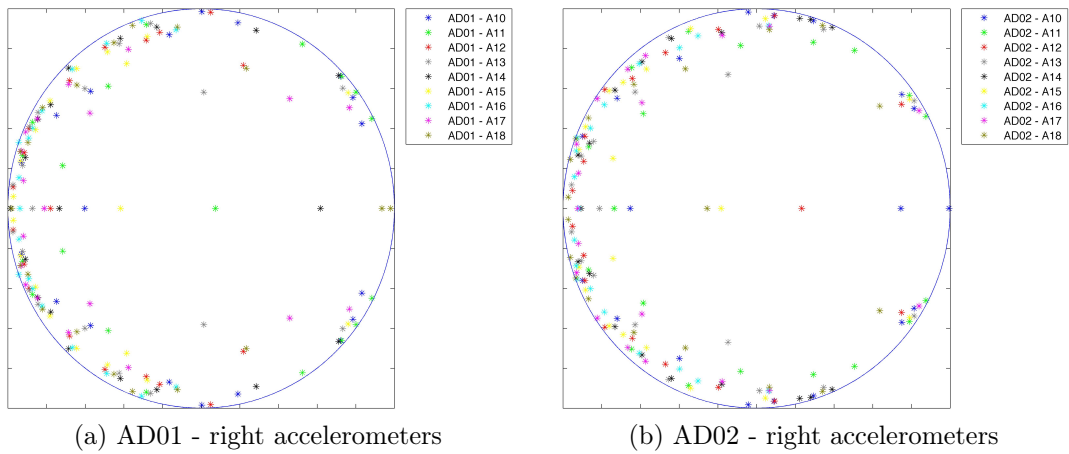 AD01 - A10
AD01 - A11
AD01 - A12
AD01 - A13
AD01 - A14
AD01 - A15
AD01 - A16
AD01 - A17
AD01 - A18
AD02 - A10
AD02 - A11
AD02 - A12
AD02 - A13
AD02 - A14
AD02 - A15
AD02 - A16
AD02 - A17
AD02 - A18
(a) AD01 - right accelerometers
(b) AD02 - right accelerometers